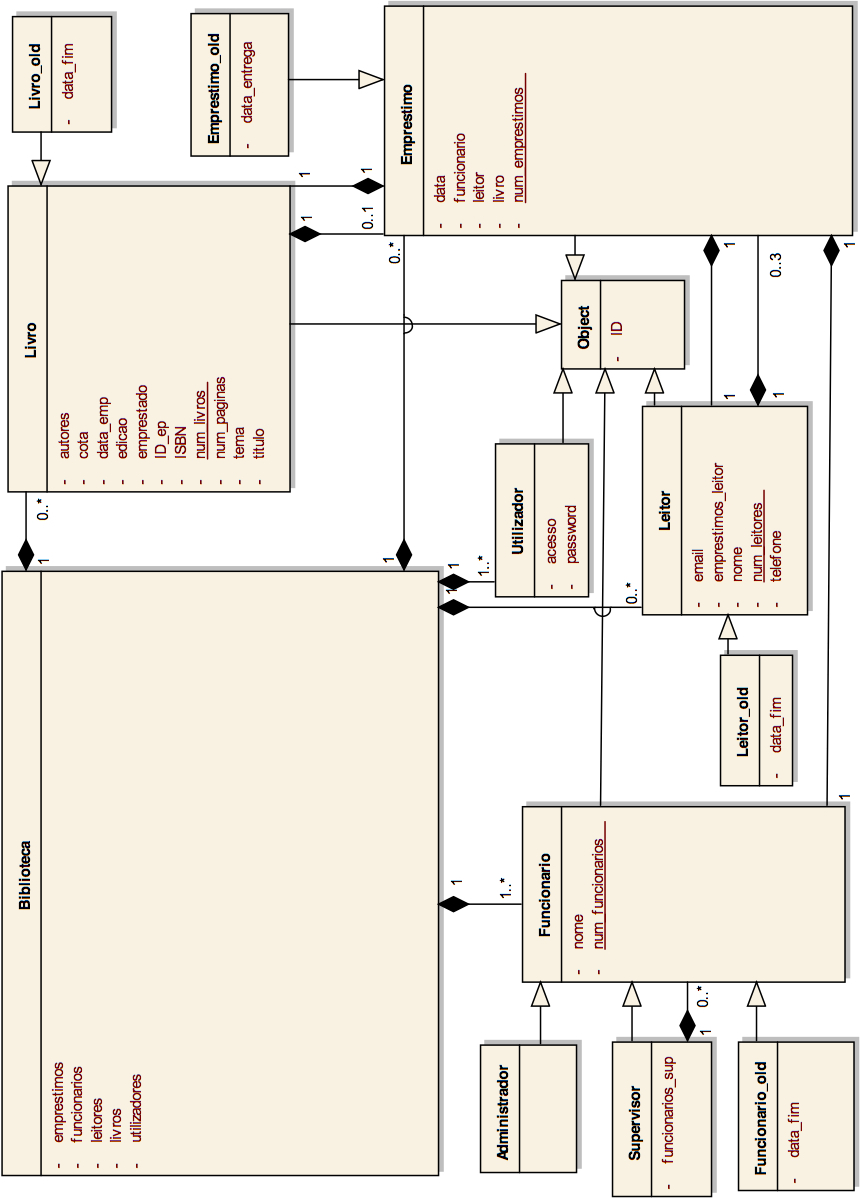 Biblioteca
- emprestimos
- funcionarios
- leitores
- livros
- utilizadores
1
0..*
Livro
- autores
- cota
- data_emp
- edicao
- emprestado
- ID_ep
- ISBN
- num_livros
- num_paginas
- tema
- titulo
Livro_old
- data_fim
Emprestimo_old
- data_entrega
1
1
0..1
1
1
0..*
Emprestimo
- data
- funcionario
- leitor
- livro
- num_emprestimos
1
1..*
1
1..*
1
0..*
Utilizador
- acesso
- password
Object
- ID
Funcionario
- nome
- num_funcionarios
Administrador
Supervisor
- funcionarios_sup
1
0..*
Funcionario_old
- data_fim
Leitor
- email
- emprestimos_leitor
- nome
- num_leitores
- telefone
Leitor_old
- data_fim
1
1
1
0..3
1
1